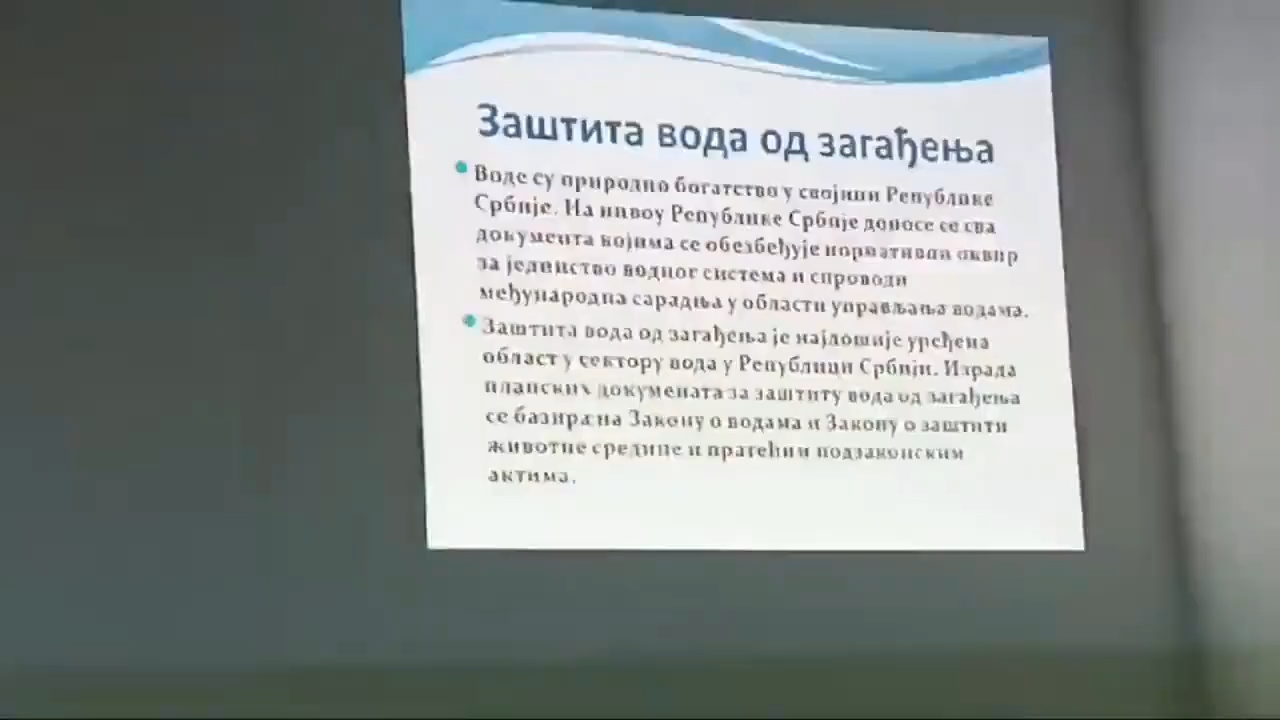 Заштита вода од загађења
Воде су природно богатство у својини Републике
Србије. На нивоу Републике Србије доносе се сва
документа којима се обезбеђује нормативни оквир
за јединство водног система и спроводи
међународна сарадња у области управљања водама.
Заштита вода од загађења је најлошије уређена
област у сектору вода у Републици Србији. Израда
планских докумената за заштиту вода од загађења
се базира на Закону о водама и Закону о заштити
животне средине и пратећим подзаконским
актима.